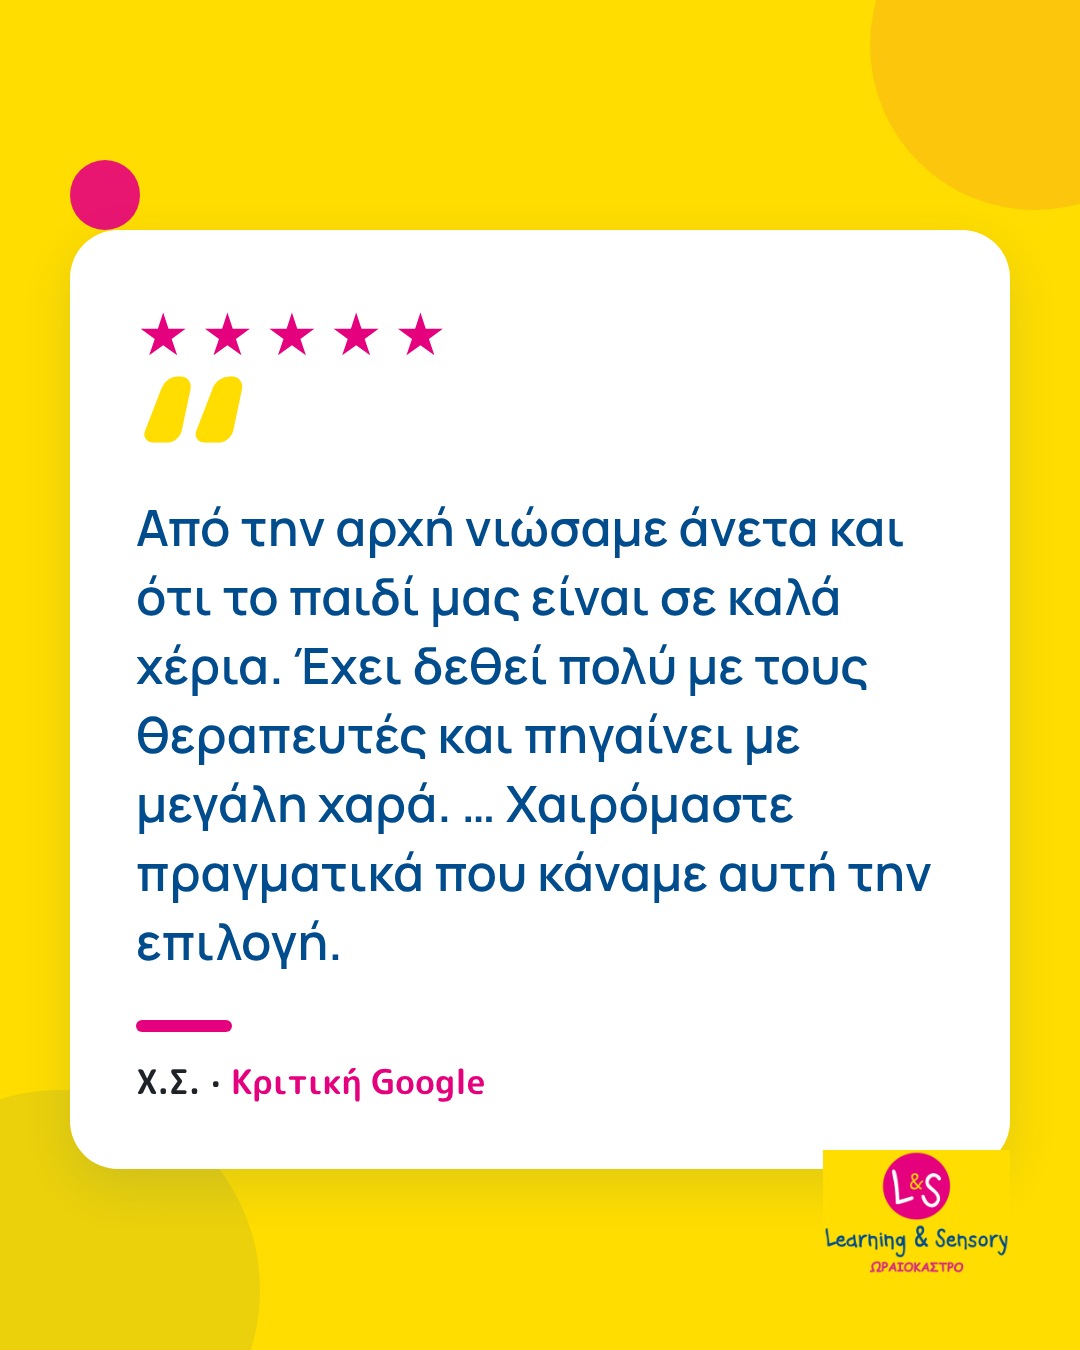 ★★★★★
"
Από την αρχή νιώσαμε άνετα και
ότι το παιδί μας είναι σε καλά
χέρια. Έχει δεθεί πολύ με τους
θεραπευτές και πηγαίνει με
μεγάλη χαρά. ... Χαιρόμαστε
πραγματικά που κάναμε αυτή την
επιλογή.
Χ.Σ. · Κριτική Google
L&S
Learning & Sensory
ΩΡΑΙΟΚΑΣΤΡΟ